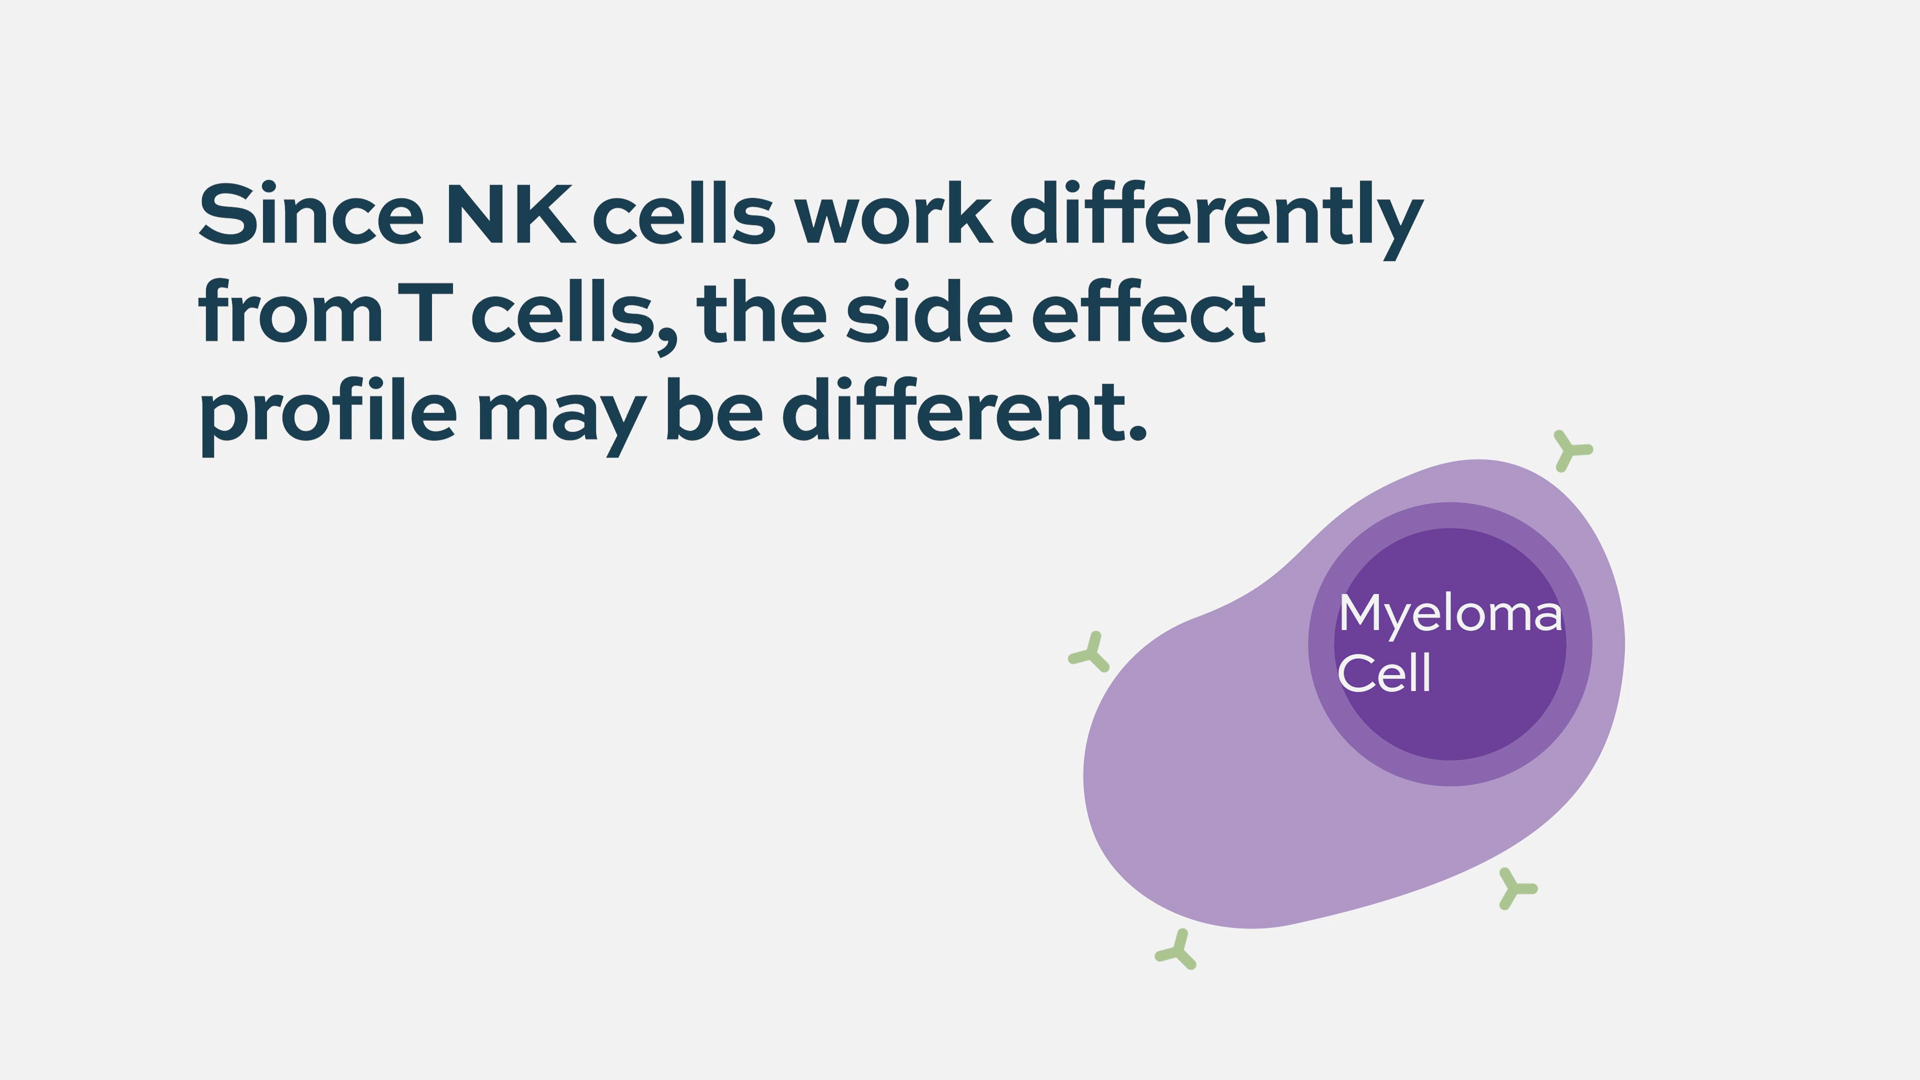 Since NK cells work differently
from T cells, the side effect
profile may be different.
Myeloma
Cell